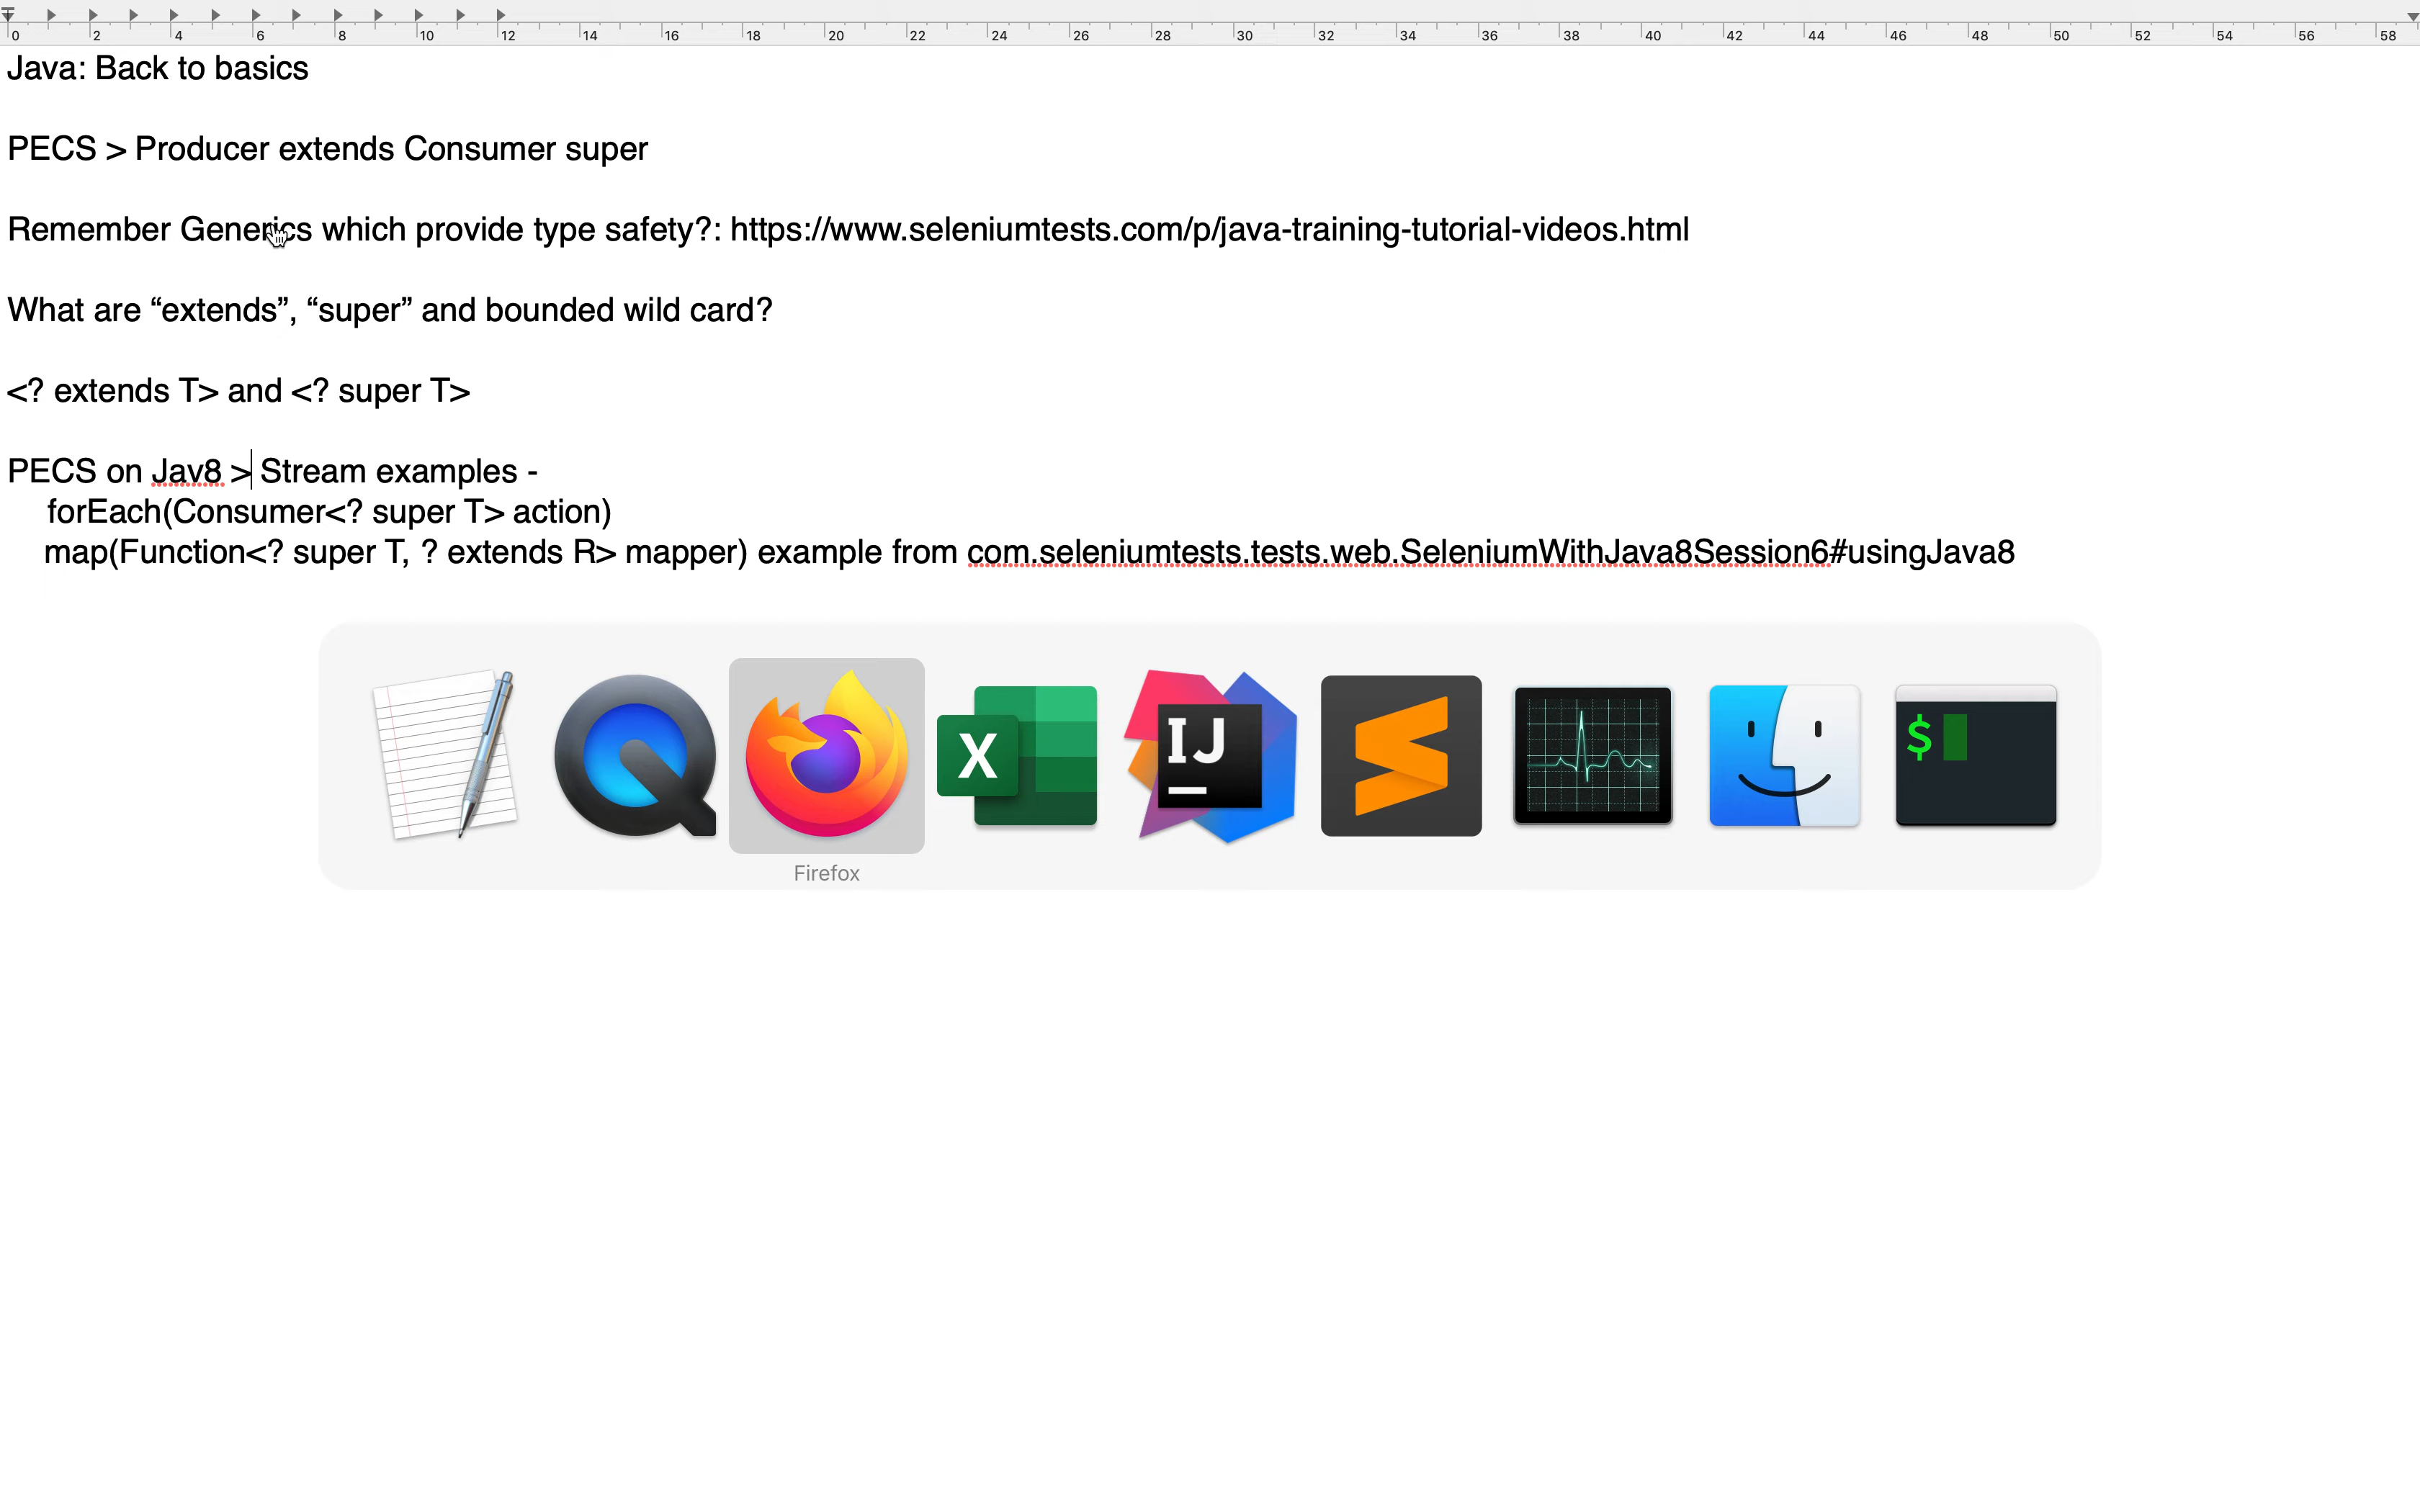 0 2 4 6 8 10 12 14 16 18 20 22 24 26 28 30 32 34 36 38 40 42 44 46 48 50 52 54 56 58
Java: Back to basics
PECS > Producer extends Consumer super
Remember Generics which provide type safety?: https://www.seleniumtests.com/p/java-training-tutorial-videos.html
What are “extends”, “super” and bounded wild card?
<? extends T> and <? super T>
PECS on Jav8 > Stream examples -
forEach(Consumer<? super T> action)
map(Function<? super T, ? extends R> mapper) example from com.seleniumtests.tests.web.SeleniumWithJava8Session6#usingJava8
X IJ $
Firefox